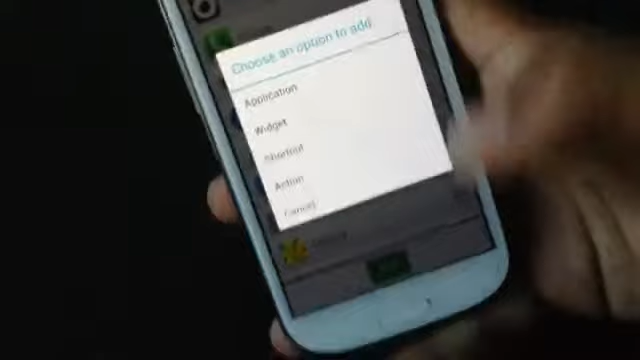 Choose an option to add
Application
Widget
Shortcut
Action
Cancel